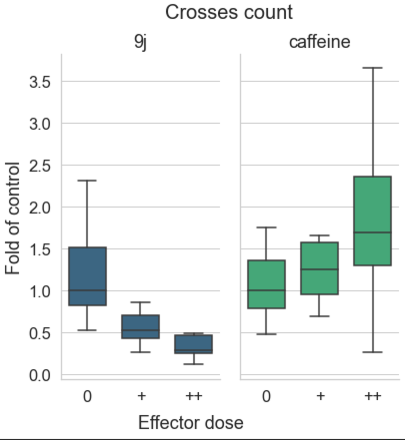 Crosses count
9j caffeine
Fold of control
3.5
3.0
2.5
2.0
1.5
1.0
0.5
0.0
0 + ++ 0 + ++
Effector dose